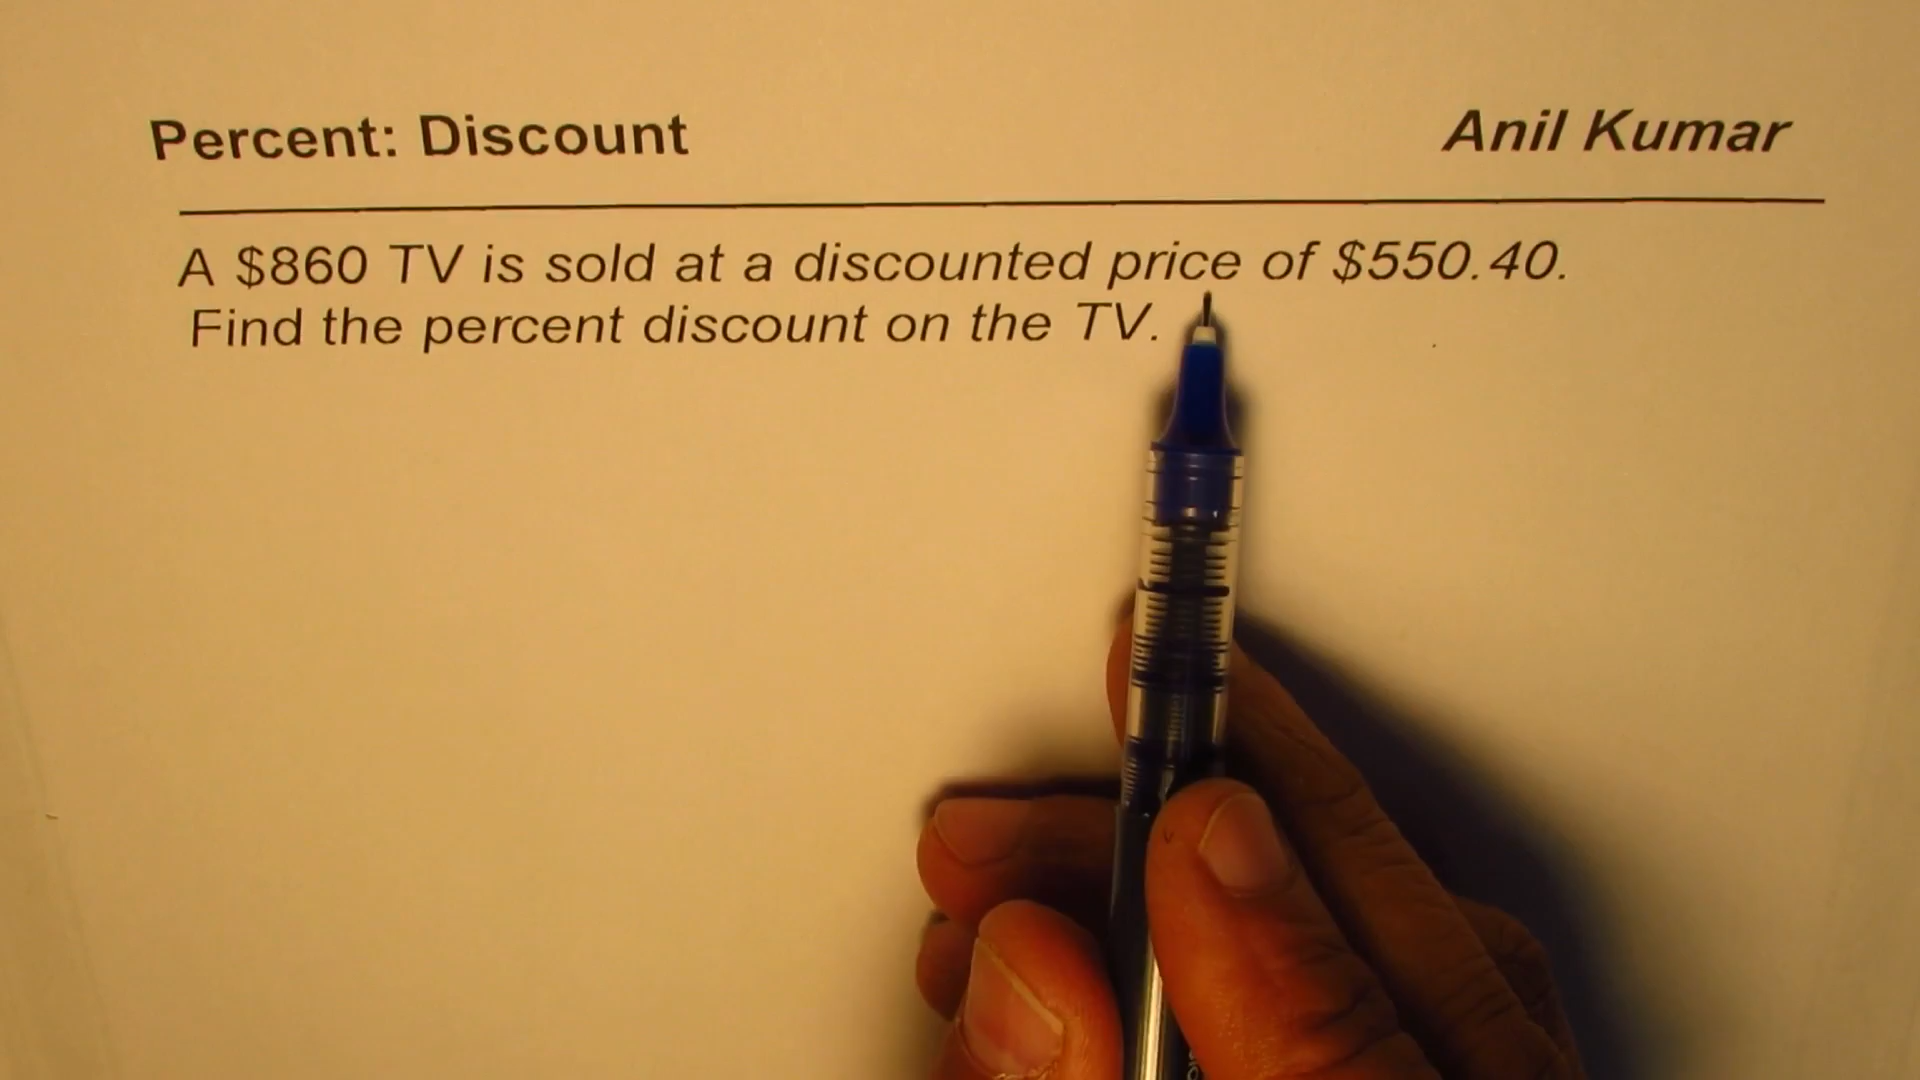 Percent: Discount
Anil Kumar
A $860 TV is sold at a discounted price of $550.40.
Find the percent discount on the TV.